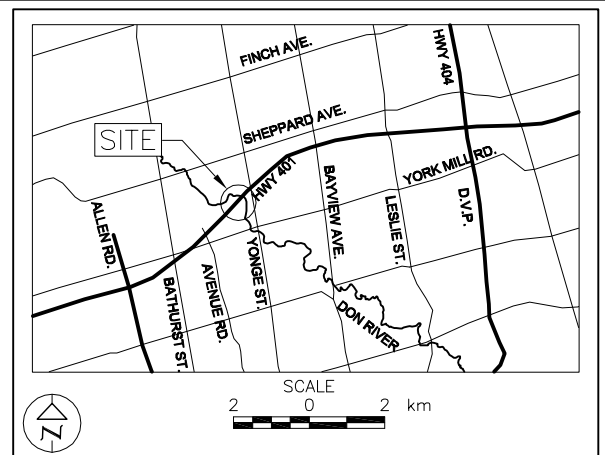 FINCH AVE.
HWY 404
SHEPPARD AVE.
SITE
HWY 401
YORK MILL RD.
BAYVIEW AVE.
LESLIE ST.
D.V.P.
ALLEN RD.
BATHURST ST.
AVENUE RD.
YONGE ST.
DON RIVER
SCALE
2 0 2 km
N